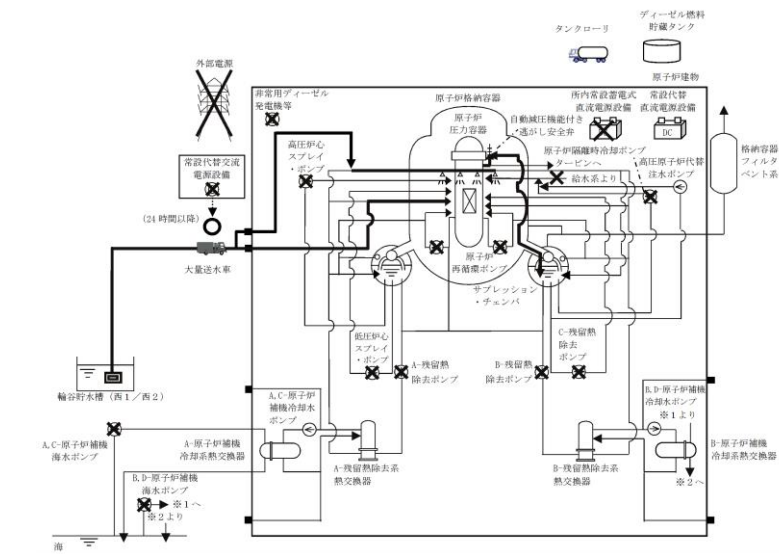 タンクローリ
ディーゼル燃料
貯蔵タンク
外部電源
原子炉建物
非常用ディーゼル
発電機等
原子炉格納容器
原子炉
圧力容器
自動減圧機能付き
逃がし安全弁
所内常設蓄電式
直流電源設備
常設代替
直流電源設備
DC
常設代替交流
電源設備
高圧炉心
スプレイ
・ポンプ
原子炉隔離時冷却ポンプ
タービンへ
給水系より
高圧原子炉代替
注水ポンプ
格納容器
フィルタ
ベント系
(24時間以降)
大量送水車
原子炉
再循環ポンプ
サプレッション
・チェンバ
低圧炉心
スプレイ
・ポンプ
A-残留熱
除去ポンプ
B-残留熱
除去ポンプ
C-残留熱
除去
ポンプ
輪谷貯水槽(西1/西2)
A,C-原子炉
補機冷却水
ポンプ
B,D-原子炉補機
冷却水ポンプ
※1より
A,C-原子炉補機
海水ポンプ
A-原子炉補機
冷却系熱交換器
B-原子炉補機
冷却系熱交換器
B,D-原子炉補機
海水ポンプ
※1へ
※2より
A-残留熱除去系
熱交換器
B-残留熱除去系
熱交換器
※2へ
海